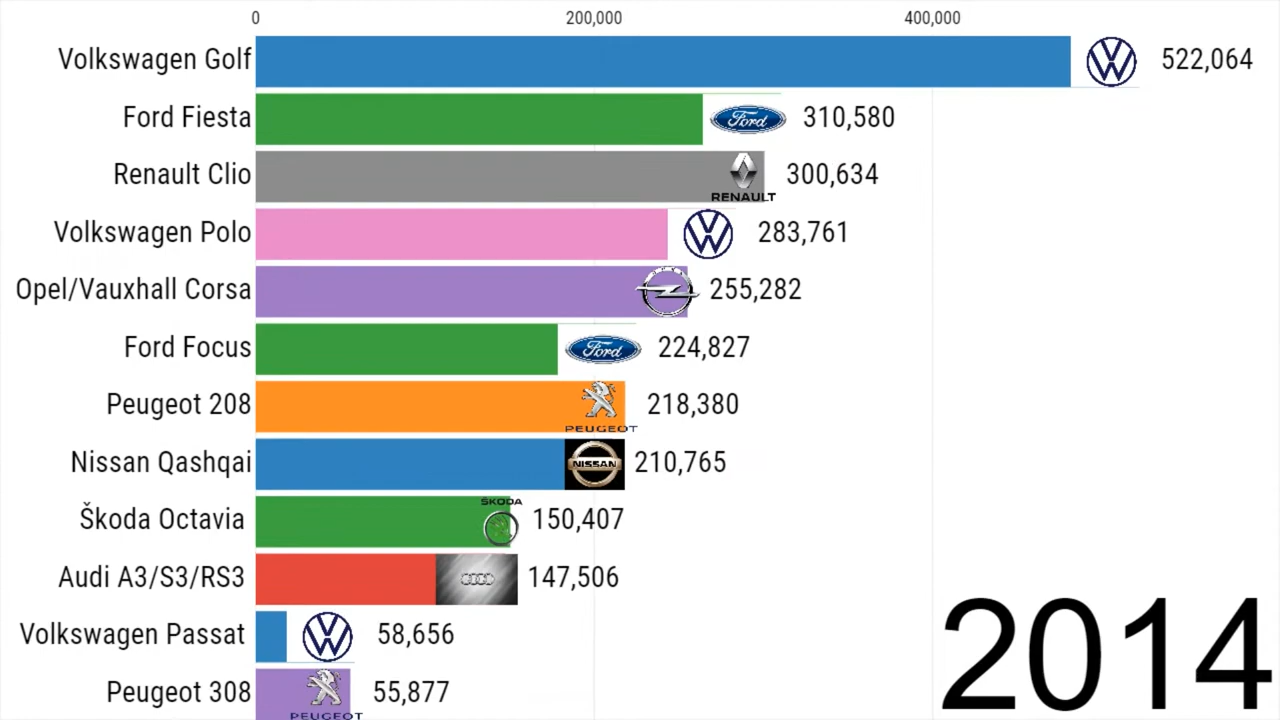 0 200,000 400,000
Volkswagen Golf 522,064
Ford Fiesta Ford 310,580
Renault Clio RENAULT 300,634
Volkswagen Polo 283,761
Opel/Vauxhall Corsa 255,282
Ford Focus Ford 224,827
Peugeot 208 PEUGEOT 218,380
Nissan Qashqai NISSAN 210,765
Škoda Octavia ŠKODA 150,407
Audi A3/S3/RS3 147,506
Volkswagen Passat 58,656
Peugeot 308 PEUGEOT 55,877
2014